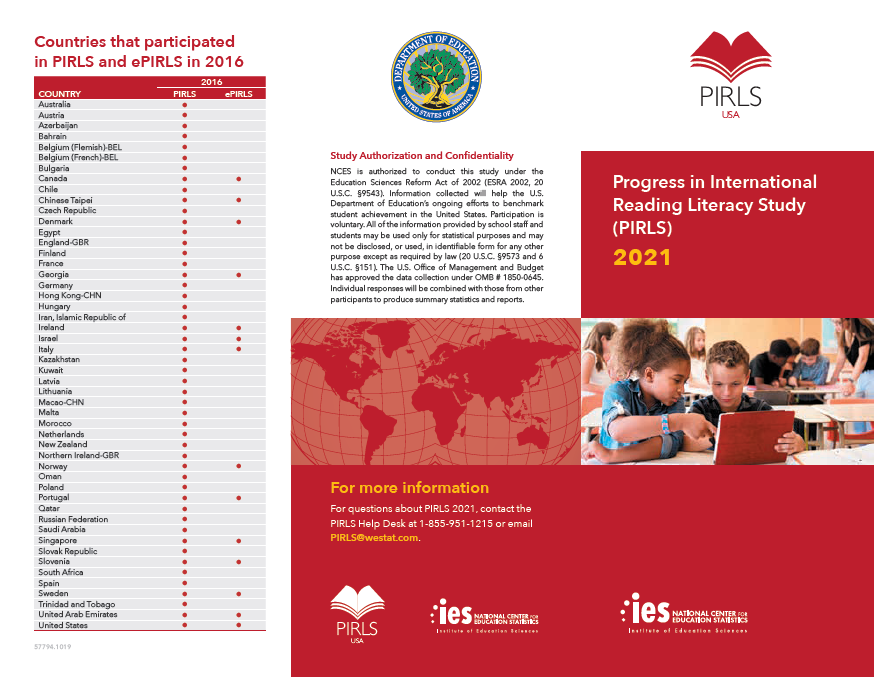 Countries that participated
in PIRLS and ePIRLS in 2016
2016
COUNTRY PIRLS ePIRLS
Australia ●
Austria ●
Azerbaijan ●
Bahrain ●
Belgium (Flemish)-BEL ●
Belgium (French)-BEL ●
Bulgaria ●
Canada ● ●
Chile ●
Chinese Taipei ● ●
Czech Republic ●
Denmark ● ●
Egypt ●
England-GBR ●
Finland ●
France ●
Georgia ● ●
Germany ●
Hong Kong-CHN ●
Hungary ●
Iran, Islamic Republic of ●
Ireland ● ●
Israel ● ●
Italy ● ●
Kazakhstan ●
Kuwait ●
Latvia ●
Lithuania ●
Macao-CHN ●
Malta ●
Morocco ●
Netherlands ●
New Zealand ●
Northern Ireland-GBR ●
Norway ● ●
Oman ●
Poland ●
Portugal ● ●
Qatar ●
Russian Federation ●
Saudi Arabia ●
Singapore ● ●
Slovak Republic ●
Slovenia ● ●
South Africa ●
Spain ●
Sweden ● ●
Trinidad and Tobago ●
United Arab Emirates ● ●
United States ● ●
57794.1019
DEPARTMENT OF EDUCATION
UNITED STATES OF AMERICA
Study Authorization and Confidentiality
NCES is authorized to conduct this study under the
Education Sciences Reform Act of 2002 (ESRA 2002, 20
U.S.C. §9543). Information collected will help the U.S.
Department of Education's ongoing efforts to benchmark
student achievement in the United States. Participation is
voluntary. All of the information provided by school staff and
students may be used only for statistical purposes and may
not be disclosed, or used, in identifiable form for any other
purpose except as required by law (20 U.S.C. §9573 and 6
U.S.C. §151). The U.S. Office of Management and Budget
has approved the data collection under OMB # 1850-0645.
Individual responses will be combined with those from other
participants to produce summary statistics and reports.
For more information
For questions about PIRLS 2021, contact the
PIRLS Help Desk at 1-855-951-1215 or email
PIRLS@westat.com.
PIRLS
USA
ies NATIONAL CENTER FOR
EDUCATION STATISTICS
Institute of Education Sciences
PIRLS
USA
Progress in International
Reading Literacy Study
(PIRLS)
2021
ies NATIONAL CENTER FOR
EDUCATION STATISTICS
Institute of Education Sciences